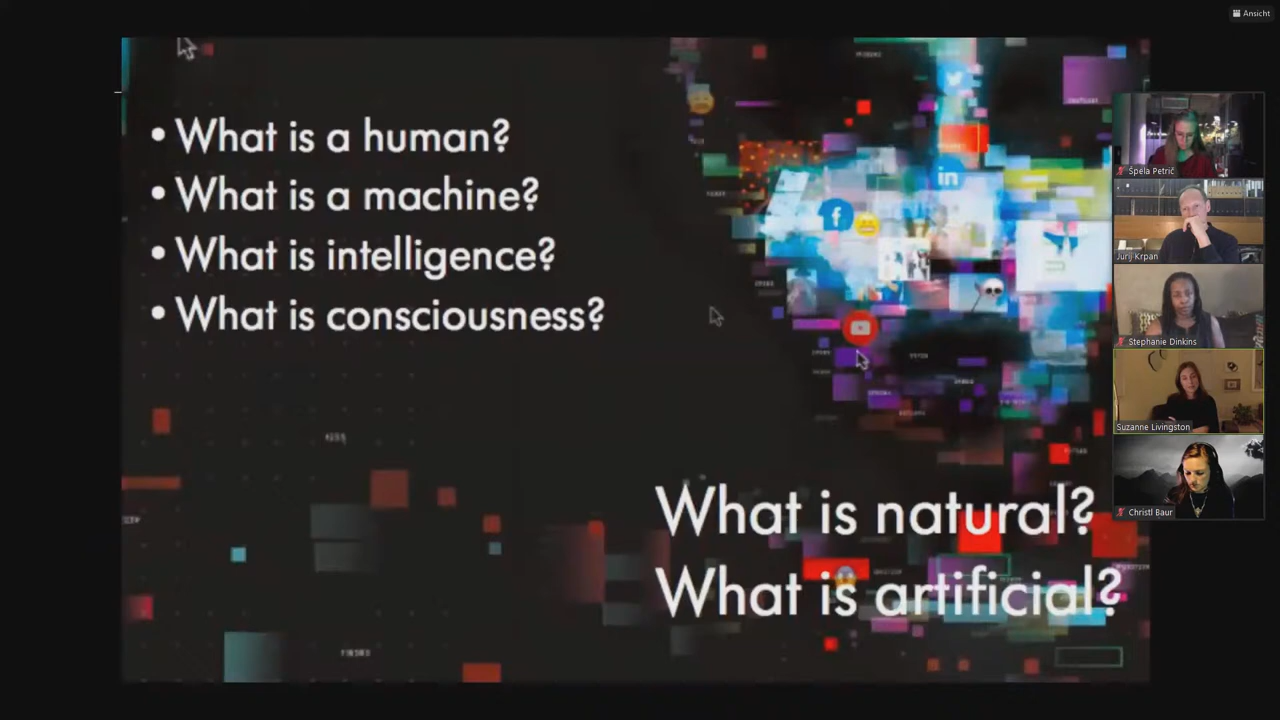 Ansicht
• What is a human?
• What is a machine?
• What is intelligence?
• What is consciousness?
What is natural?
What is artificial?
Špela Petrič
Jurij Krpan
Stephanie Dinkins
Suzanne Livingston
Christl Baur